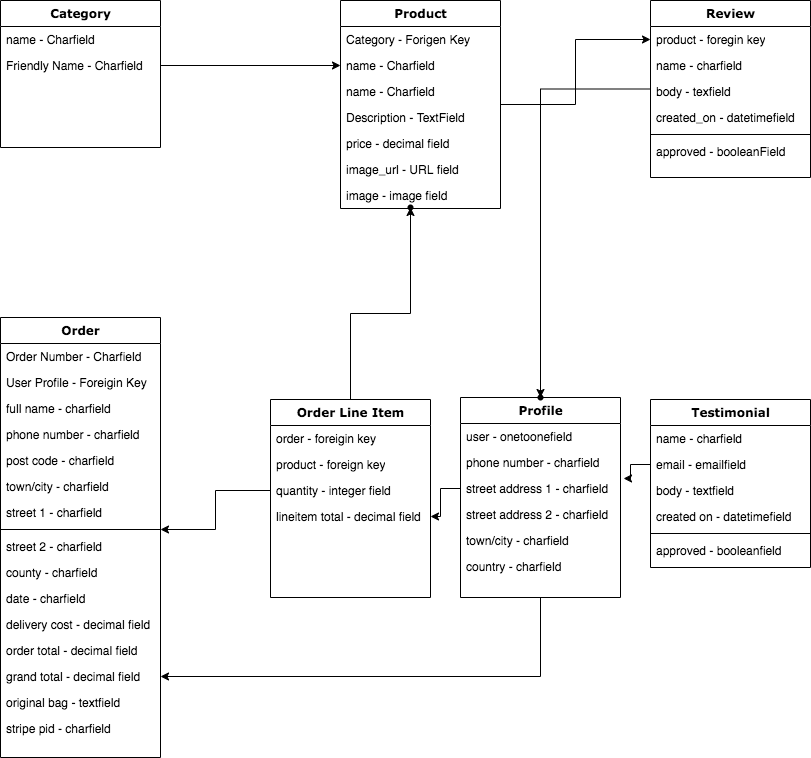 Category
name - Charfield
Friendly Name - Charfield
Product
Category - Forigen Key
name - Charfield
name - Charfield
Description - TextField
price - decimal field
image_url - URL field
image - image field
Review
product - foregin key
name - charfield
body - texfield
created_on - datetimefield
approved - booleanField
Order
Order Number - Charfield
User Profile - Foreigin Key
full name - charfield
phone number - charfield
post code - charfield
town/city - charfield
street 1 - charfield
street 2 - charfield
county - charfield
date - charfield
delivery cost - decimal field
order total - decimal field
grand total - decimal field
original bag - textfield
stripe pid - charfield
Order Line Item
order - foreigin key
product - foreign key
quantity - integer field
lineitem total - decimal field
Profile
user - onetoonefield
phone number - charfield
street address 1 - charfield
street address 2 - charfield
town/city - charfield
country - charfield
Testimonial
name - charfield
email - emailfield
body - textfield
created on - datetimefield
approved - booleanfield